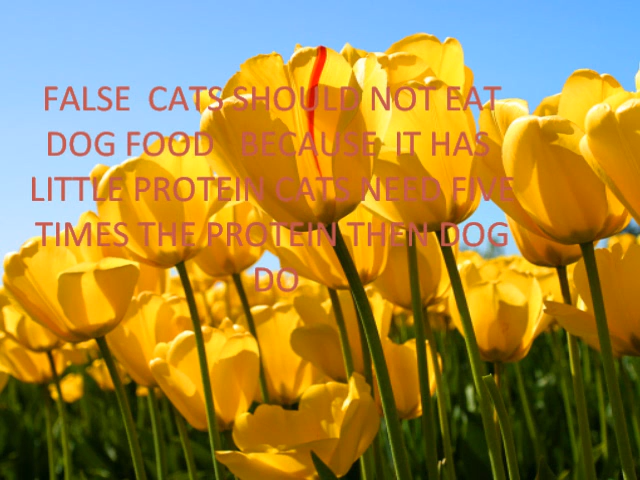 FALSE  CATS SHOULD NOT EAT
DOG FOOD   BECAUSE  IT HAS
LITTLE PROTEIN CATS NEED FIVE
TIMES THE PROTEIN THEN DOG
DO